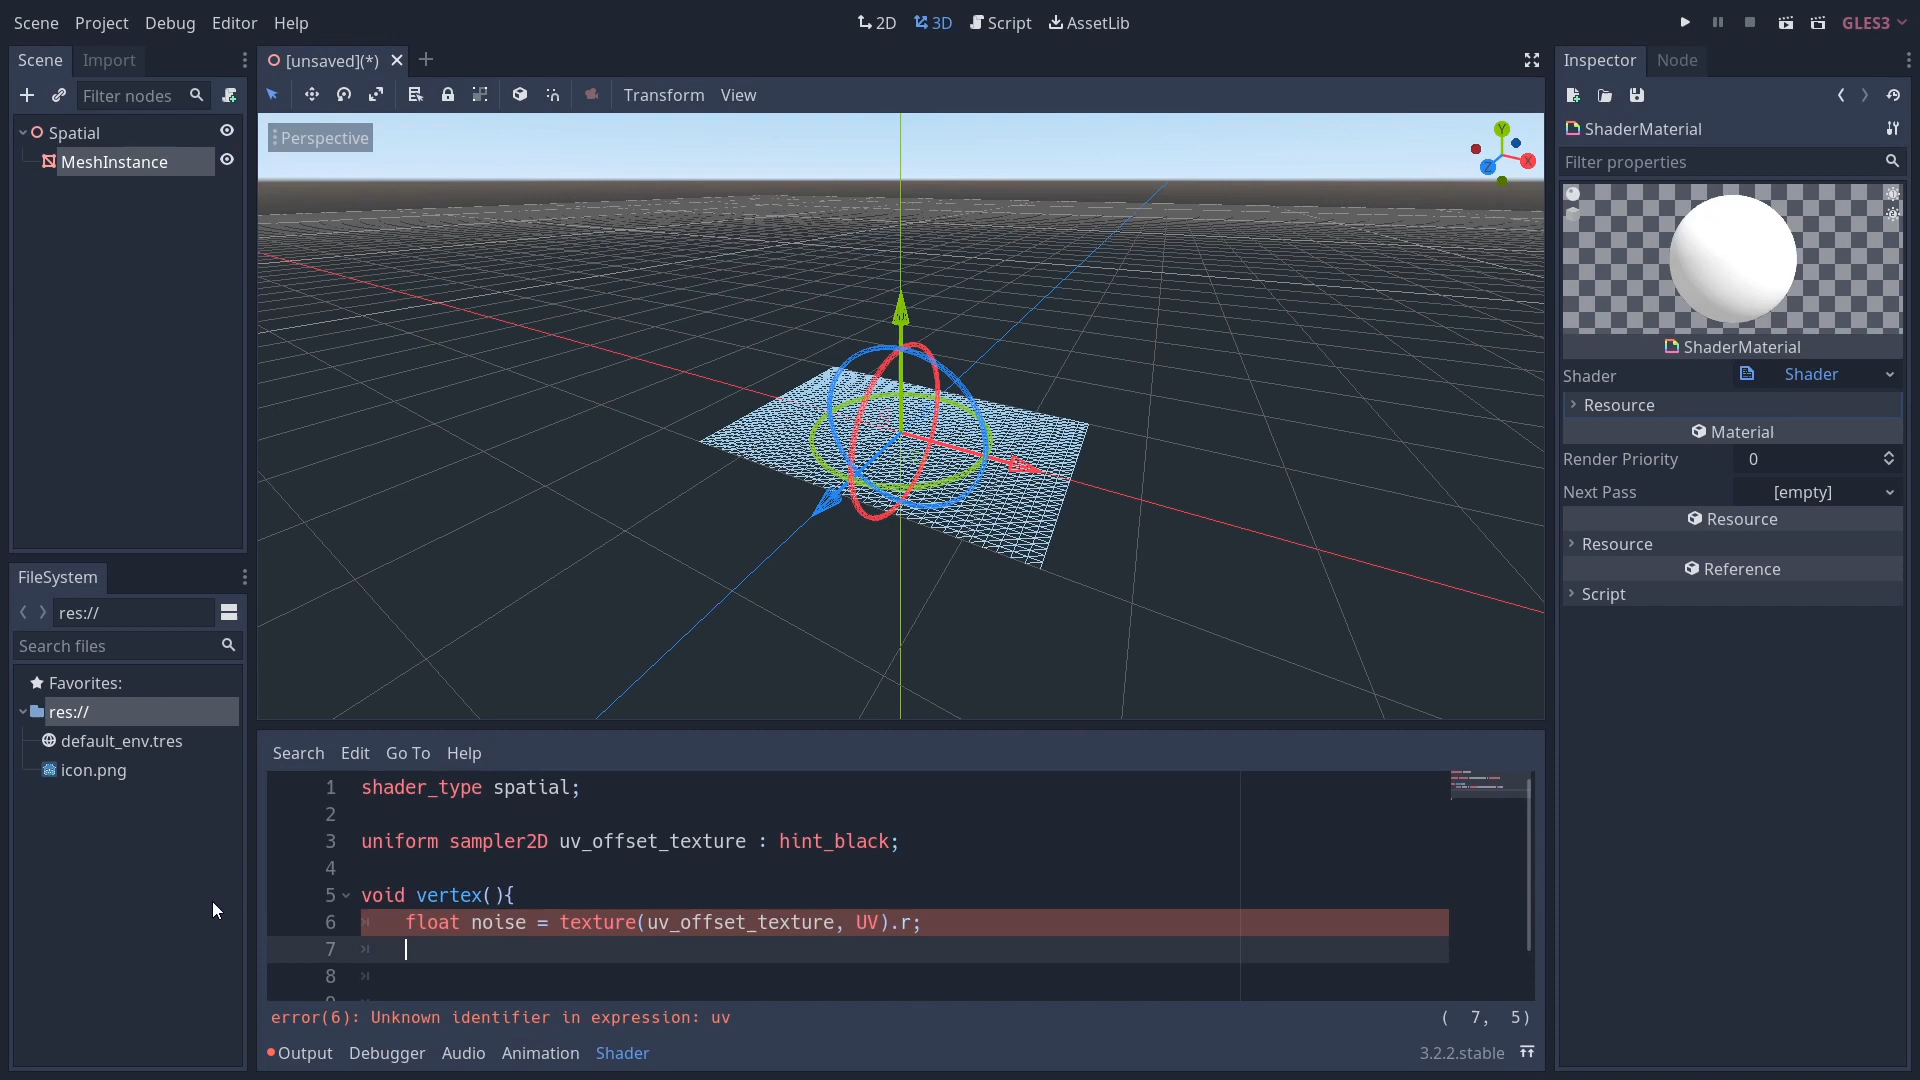 Scene Project Debug Editor Help
2D 3D Script AssetLib
GLES3
Scene Import
Filter nodes
Spatial
MeshInstance
FileSystem
res://
Search files
Favorites:
res://
default_env.tres
icon.png
[unsaved](*)
Transform View
Perspective
Y
X
Z
Search Edit Go To Help
1 shader_type spatial;
2
3 uniform sampler2D uv_offset_texture : hint_black;
4
5 void vertex(){
6 float noise = texture(uv_offset_texture, UV).r;
7
8
error(6): Unknown identifier in expression: uv
( 7, 5)
Output Debugger Audio Animation Shader
3.2.2.stable
Inspector Node
ShaderMaterial
Filter properties
ShaderMaterial
Shader Shader
Resource
Material
Render Priority 0
Next Pass [empty]
Resource
Resource
Reference
Script